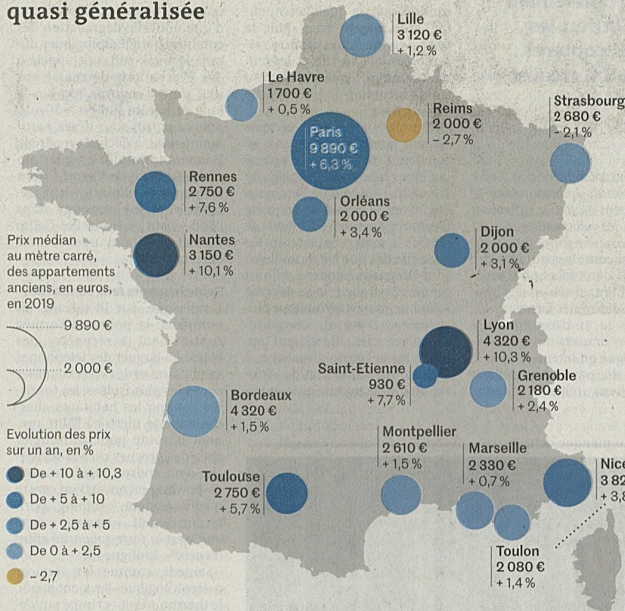 quasi généralisée
Lille
3 120 €
+ 1,2 %
Le Havre
1 700 €
+ 0,5 %
Reims
2 000 €
– 2,7 %
Strasbourg
2 680 €
– 2,1 %
Paris
9 890 €
+ 6,3 %
Rennes
2 750 €
+ 7,6 %
Orléans
2 000 €
+ 3,4 %
Nantes
3 150 €
+ 10,1 %
Dijon
2 000 €
+ 3,1 %
Prix médian
au mètre carré,
des appartements
anciens, en euros,
en 2019
9 890 €
2 000 €
Lyon
4 320 €
+ 10,3 %
Saint-Etienne
930 €
+ 7,7 %
Grenoble
2 180 €
+ 2,4 %
Bordeaux
4 320 €
+ 1,5 %
Evolution des prix
sur un an, en %
De + 10 à + 10,3
De + 5 à + 10
De + 2,5 à + 5
De 0 à + 2,5
– 2,7
Montpellier
2 610 €
+ 1,5 %
Marseille
2 330 €
+ 0,7 %
Toulouse
2 750 €
+ 5,7 %
Nice
3 82
+ 3,8
Toulon
2 080 €
+ 1,4 %